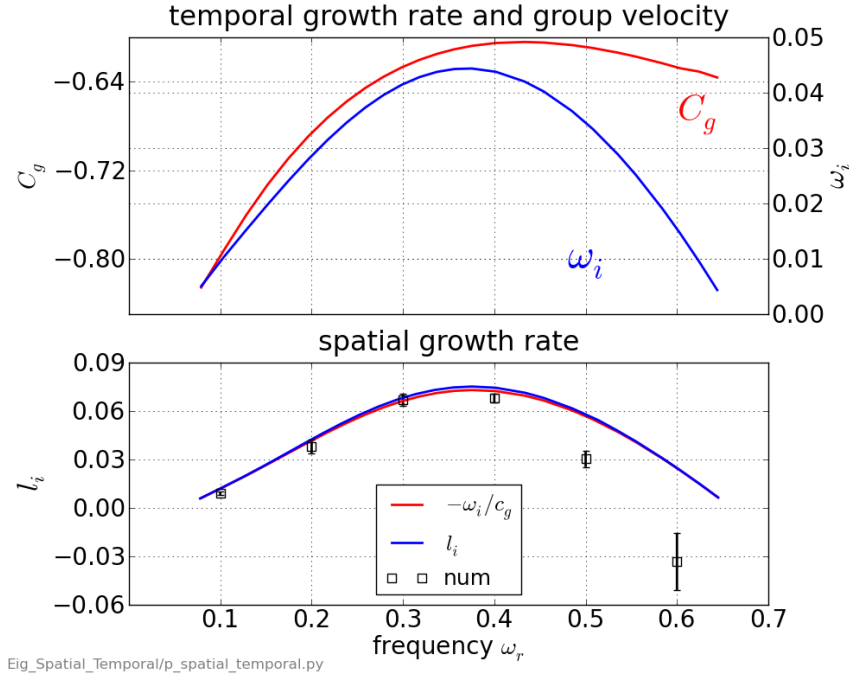 temporal growth rate and group velocity
−0.64
−0.72
−0.80
C_g
C_g
ω_i
0.05
0.04
0.03
0.02
0.01
0.00
ω_i
spatial growth rate
0.09
0.06
0.03
0.00
−0.03
−0.06
l_i
−ω_i/c_g
l_i
num
0.1 0.2 0.3 0.4 0.5 0.6 0.7
frequency ω_r
Eig_Spatial_Temporal/p_spatial_temporal.py